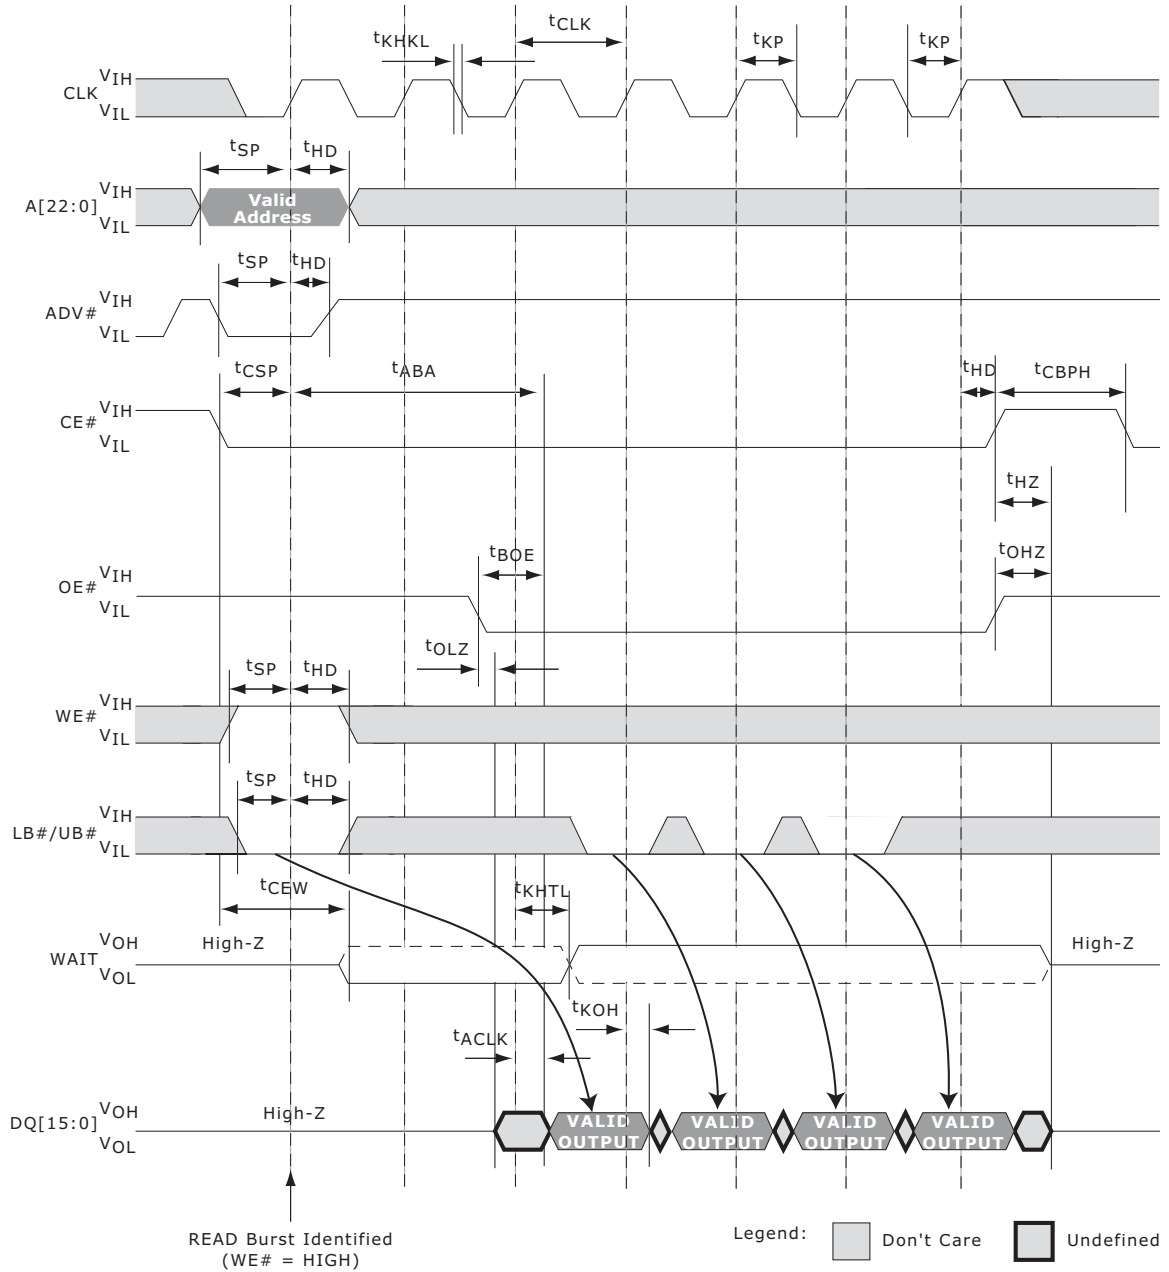 tCLK
tKHKL
tKP
tKP
VIH
CLK
VIL
tSP
tHD
VIH
A[22:0]
VIL
Valid
Address
tSP
tHD
VIH
ADV#
VIL
tCSP
tABA
tHD
tCBPH
VIH
CE#
VIL
tHZ
tBOE
tOHZ
VIH
OE#
VIL
tOLZ
tSP
tHD
VIH
WE#
VIL
tSP
tHD
VIH
LB#/UB#
VIL
tCEW
tKHTL
VOH
High-Z
High-Z
WAIT
VOL
tKOH
tACLK
VOH
High-Z
DQ[15:0]
VOL
VALID
OUTPUT
VALID
OUTPUT
VALID
OUTPUT
VALID
OUTPUT
READ Burst Identified
(WE# = HIGH)
Legend:
Don't Care
Undefined